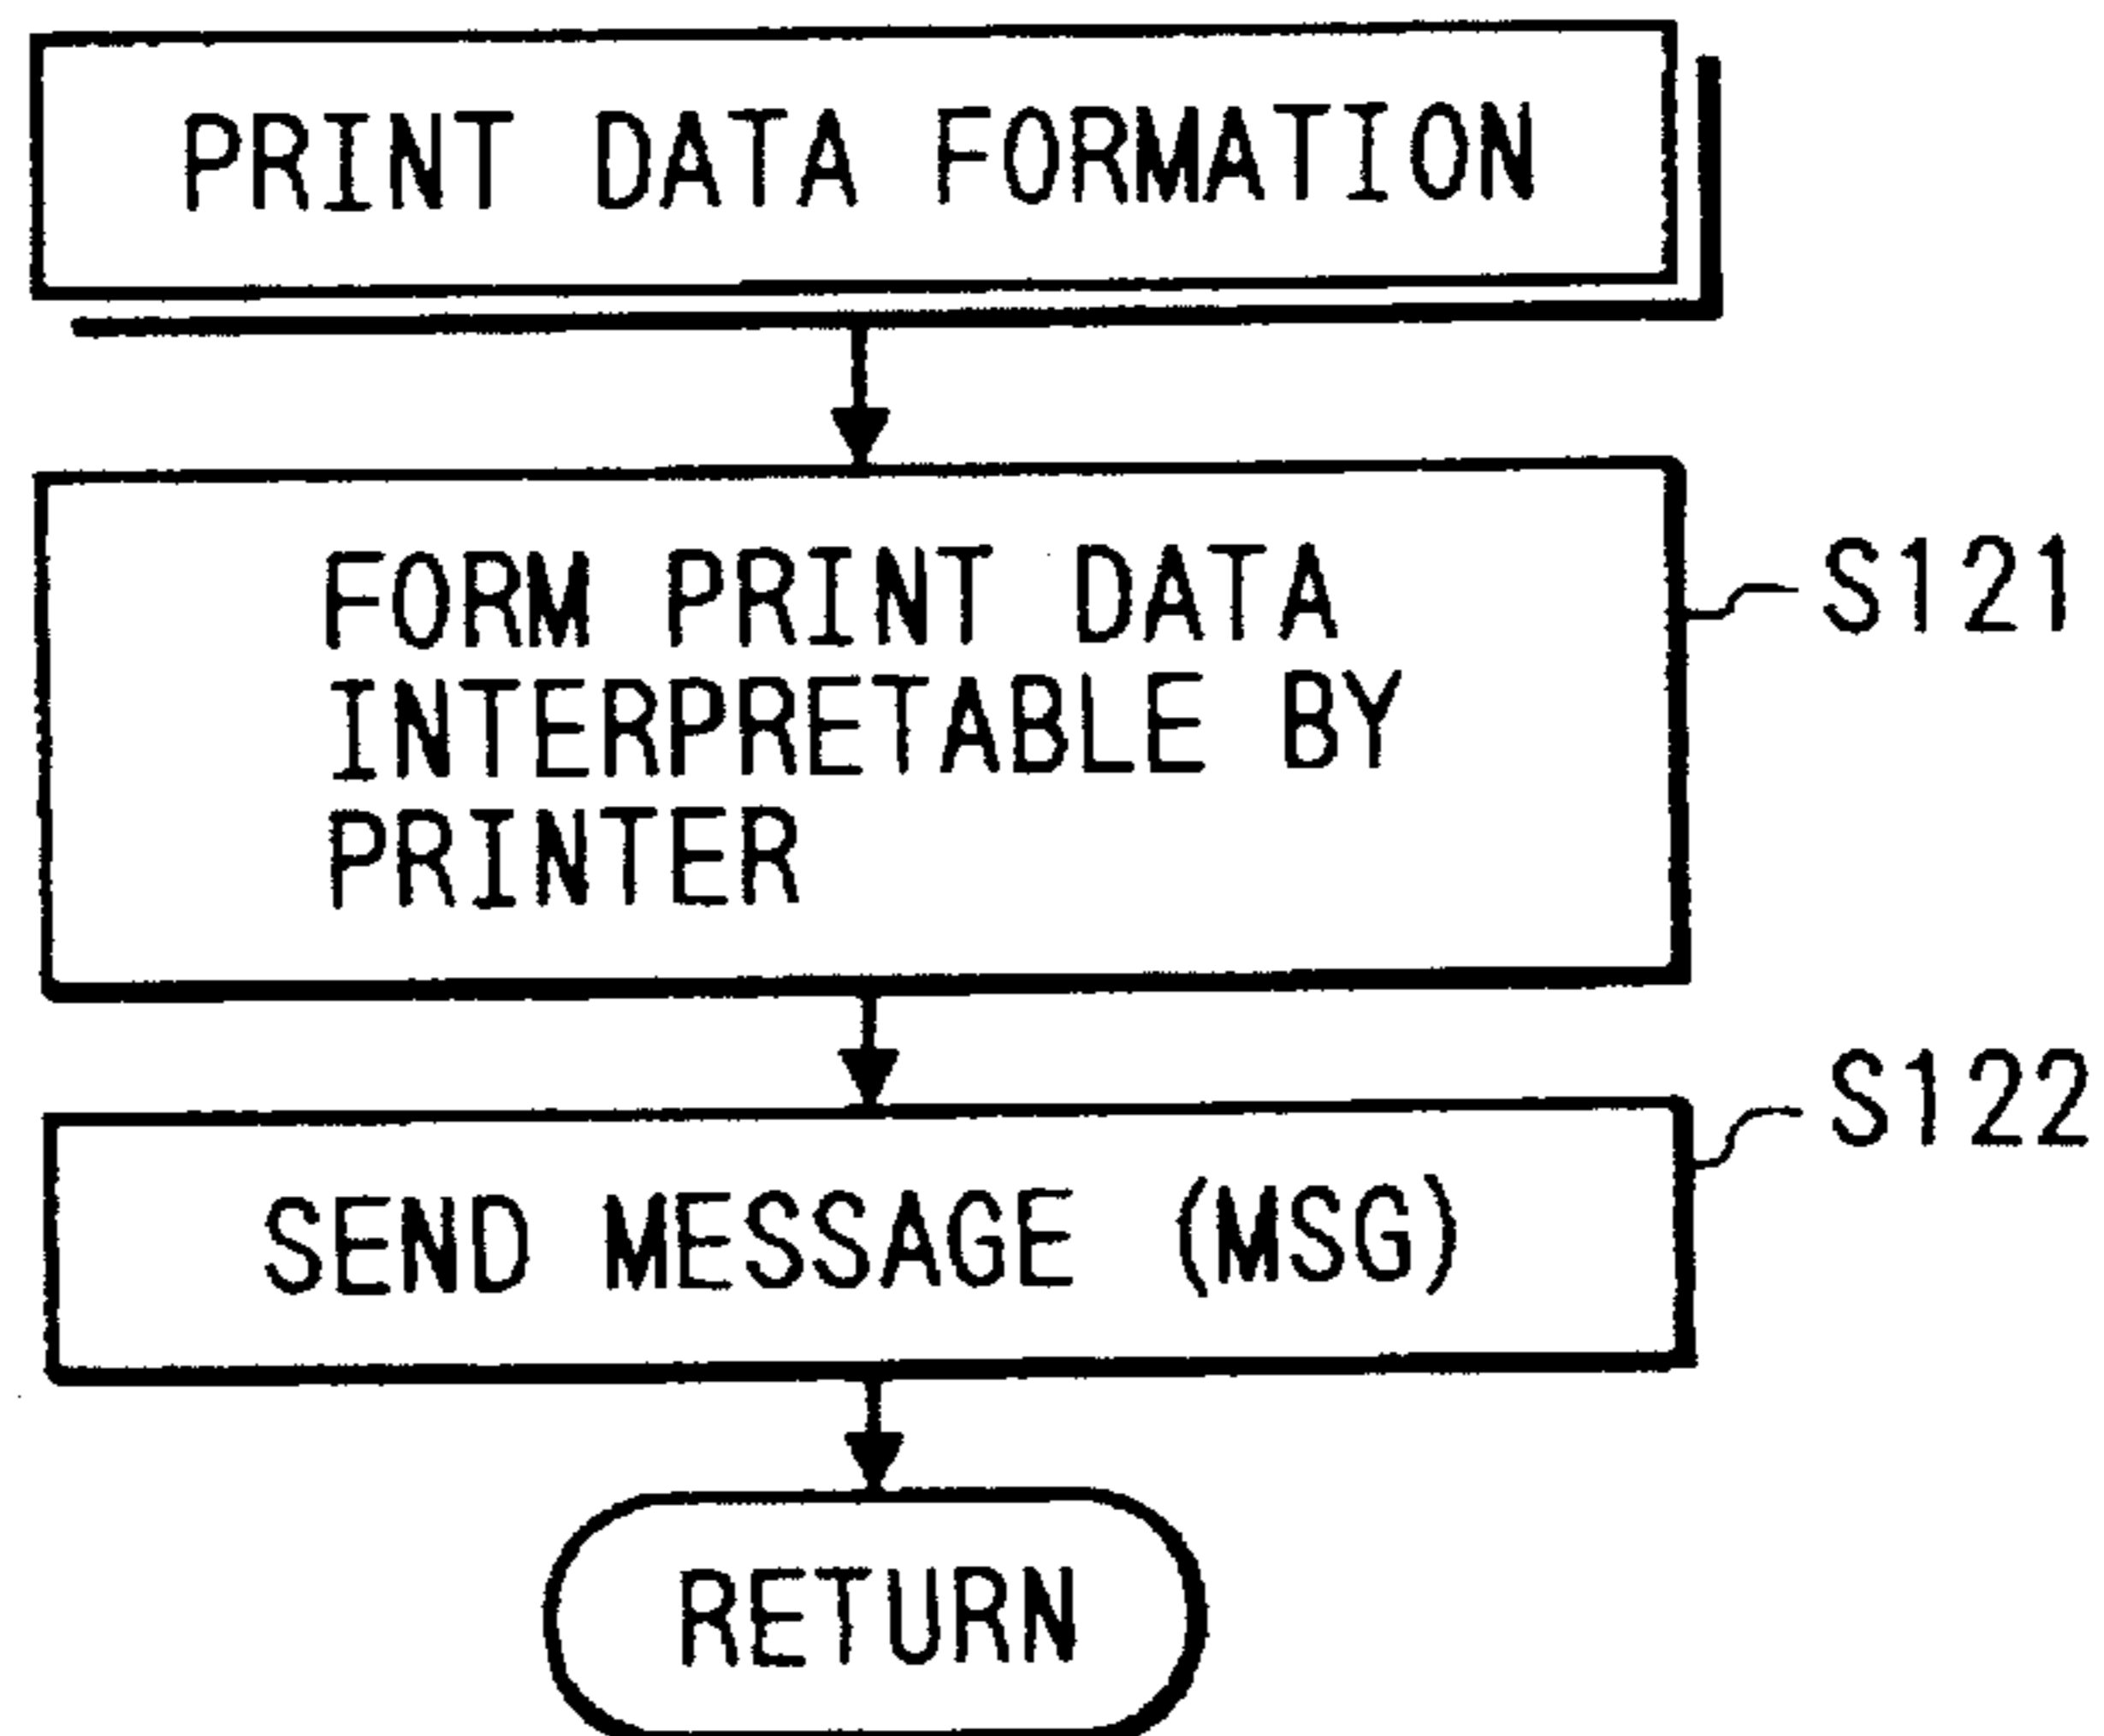 PRINT DATA FORMATION
FORM PRINT DATA
INTERPRETABLE BY
PRINTER
S121
SEND MESSAGE (MSG)
S122
RETURN